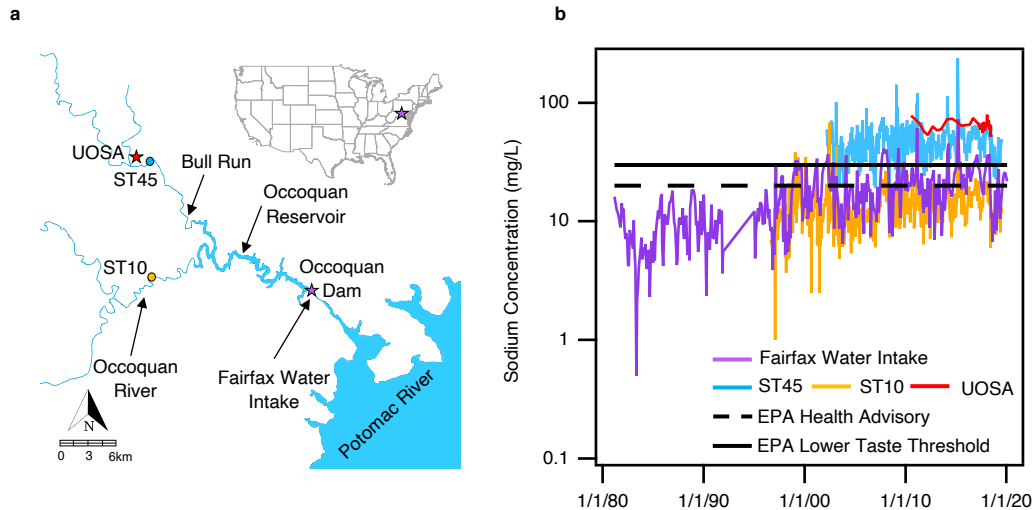 a
UOSA
ST45
Bull Run
Occoquan
Reservoir
ST10
Occoquan
Dam
Occoquan
River
Fairfax Water
Intake
Potomac River
N
0 3 6km
b
Sodium Concentration (mg/L)
100
10
1
0.1
Fairfax Water Intake
ST45 ST10 UOSA
EPA Health Advisory
EPA Lower Taste Threshold
1/1/80 1/1/90 1/1/00 1/1/10 1/1/20